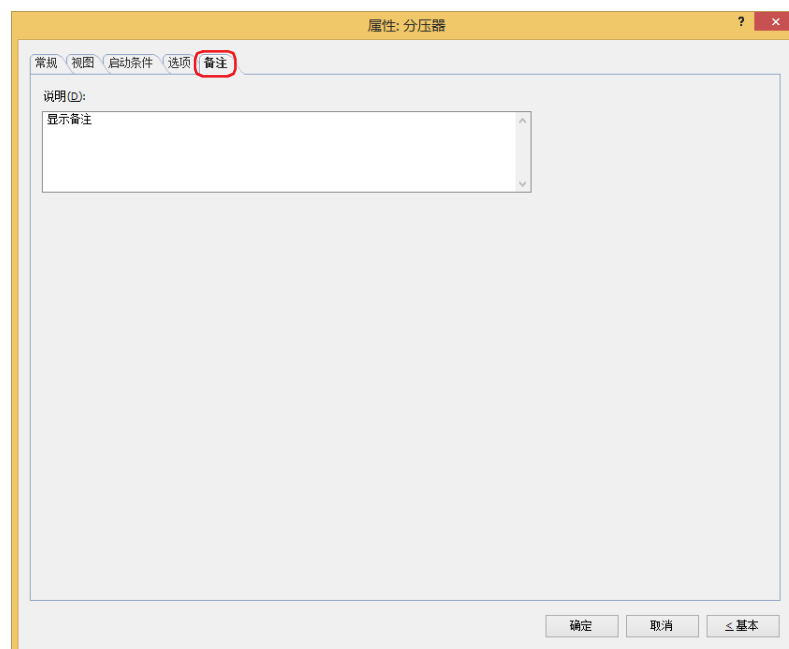 属性: 分压器 ? ×
常规 视图 启动条件 选项 备注
说明(D):
显示备注
确定 取消 ≤基本